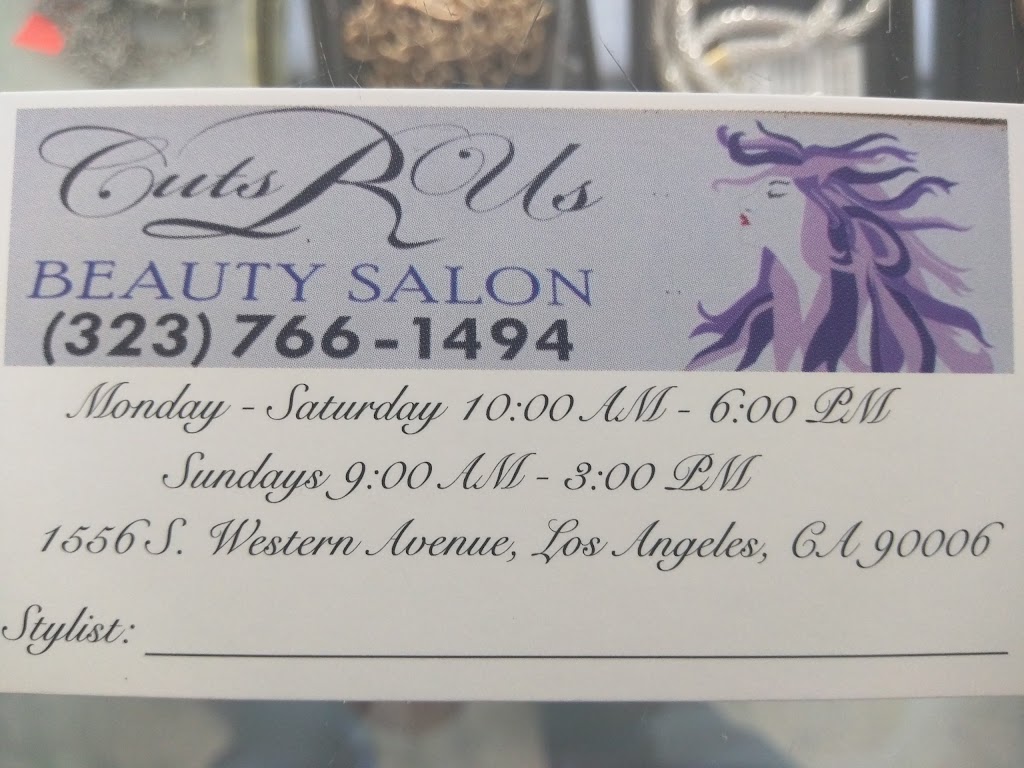 Cuts R Us
BEAUTY SALON
(323) 766-1494
Monday - Saturday 10:00 AM - 6:00 PM
Sundays 9:00 AM - 3:00 PM
1556 S. Western Avenue, Los Angeles, CA 90006
Stylist: